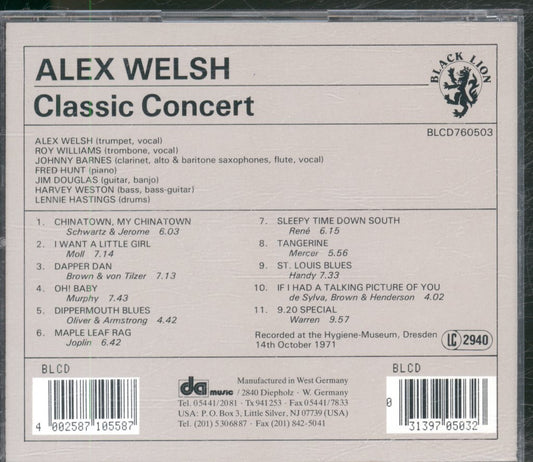 ALEX WELSH
Classic Concert
BLACK LION
BLCD760503
ALEX WELSH (trumpet, vocal)
ROY WILLIAMS (trombone, vocal)
JOHNNY BARNES (clarinet, alto & baritone saxophones, flute, vocal)
FRED HUNT (piano)
JIM DOUGLAS (guitar, banjo)
HARVEY WESTON (bass, bass-guitar)
LENNIE HASTINGS (drums)
1. CHINATOWN, MY CHINATOWN
Schwartz & Jerome 6.03
2. I WANT A LITTLE GIRL
Moll 7.14
3. DAPPER DAN
Brown & von Tilzer 7.13
4. OH! BABY
Murphy 7.43
5. DIPPERMOUTH BLUES
Oliver & Armstrong 4.42
6. MAPLE LEAF RAG
Joplin 6.42
7. SLEEPY TIME DOWN SOUTH
René 6.15
8. TANGERINE
Mercer 5.56
9. ST. LOUIS BLUES
Handy 7.33
10. IF I HAD A TALKING PICTURE OF YOU
de Sylva, Brown & Henderson 4.02
11. 9.20 SPECIAL
Warren 9.57
Recorded at the Hygiene-Museum, Dresden
14th October 1971
LC 2940
BLCD
4 002587 105587
da music
Manufactured in West Germany
/ 2840 Diepholz · W. Germany
Tel. 05441/2081 · Tx 941253 · Fax 05441/7833
USA: P.O. Box 3, Little Silver, NJ 07739 (USA)
Tel. (201) 5306887 · Fax (201) 842-5041
BLCD
0 31397 05032